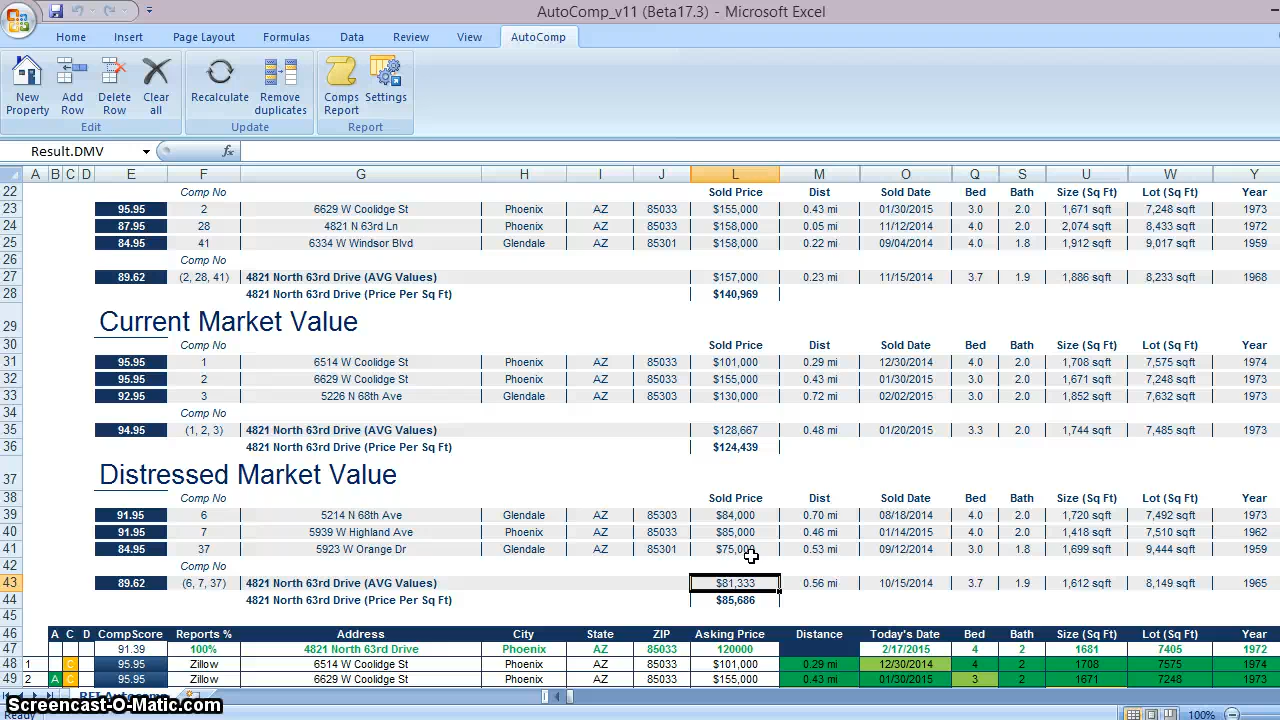 AutoComp_v11 (Beta17.3) - Microsoft Excel
Home Insert Page Layout Formulas Data Review View AutoComp
New Property Add Row Delete Row Clear all Recalculate Remove duplicates Comps Report Settings
Edit Update Report
Result.DMV fx
A B C D E F G H I J L M O Q S U W Y
22 Comp No Sold Price Dist Sold Date Bed Bath Size (Sq Ft) Lot (Sq Ft) Year
23 95.95 2 6629 W Coolidge St Phoenix AZ 85033 $155,000 0.43 mi 01/30/2015 3.0 2.0 1,671 sqft 7,248 sqft 1973
24 87.95 28 4821 N 63rd Ln Phoenix AZ 85033 $158,000 0.05 mi 11/12/2014 4.0 2.0 2,074 sqft 8,433 sqft 1972
25 84.95 41 6334 W Windsor Blvd Glendale AZ 85301 $158,000 0.22 mi 09/04/2014 4.0 1.8 1,912 sqft 9,017 sqft 1959
26 Comp No
27 89.62 (2, 28, 41) 4821 North 63rd Drive (AVG Values) $157,000 0.23 mi 11/15/2014 3.7 1.9 1,886 sqft 8,233 sqft 1968
28 4821 North 63rd Drive (Price Per Sq Ft) $140,969
29 Current Market Value
30 Comp No Sold Price Dist Sold Date Bed Bath Size (Sq Ft) Lot (Sq Ft) Year
31 95.95 1 6514 W Coolidge St Phoenix AZ 85033 $101,000 0.29 mi 12/30/2014 4.0 2.0 1,708 sqft 7,575 sqft 1974
32 95.95 2 6629 W Coolidge St Phoenix AZ 85033 $155,000 0.43 mi 01/30/2015 3.0 2.0 1,671 sqft 7,248 sqft 1973
33 92.95 3 5226 N 68th Ave Glendale AZ 85303 $130,000 0.72 mi 02/02/2015 3.0 2.0 1,852 sqft 7,632 sqft 1973
34 Comp No
35 94.95 (1, 2, 3) 4821 North 63rd Drive (AVG Values) $128,667 0.48 mi 01/20/2015 3.3 2.0 1,744 sqft 7,485 sqft 1973
36 4821 North 63rd Drive (Price Per Sq Ft) $124,439
37 Distressed Market Value
38 Comp No Sold Price Dist Sold Date Bed Bath Size (Sq Ft) Lot (Sq Ft) Year
39 91.95 6 5214 N 68th Ave Glendale AZ 85303 $84,000 0.70 mi 08/18/2014 4.0 2.0 1,720 sqft 7,492 sqft 1973
40 91.95 7 5939 W Highland Ave Phoenix AZ 85033 $85,000 0.46 mi 01/14/2015 4.0 2.0 1,418 sqft 7,510 sqft 1962
41 84.95 37 5923 W Orange Dr Glendale AZ 85301 $75,000 0.53 mi 09/12/2014 3.0 1.8 1,699 sqft 9,444 sqft 1959
42 Comp No
43 89.62 (6, 7, 37) 4821 North 63rd Drive (AVG Values) $81,333 0.56 mi 10/15/2014 3.7 1.9 1,612 sqft 8,149 sqft 1965
44 4821 North 63rd Drive (Price Per Sq Ft) $85,686
45
46 A C D CompScore Reports % Address City State ZIP Asking Price Distance Today's Date Bed Bath Size (Sq Ft) Lot (Sq Ft) Year
47 91.39 100% 4821 North 63rd Drive Phoenix AZ 85033 120000 2/17/2015 4 2 1681 7405 1972
48 1 C 95.95 Zillow 6514 W Coolidge St Phoenix AZ 85033 $101,000 0.29 mi 12/30/2014 4 2 1708 7575 1974
49 2 A C 95.95 Zillow 6629 W Coolidge St Phoenix AZ 85033 $155,000 0.43 mi 01/30/2015 3 2 1671 7248 1973
Screencast-O-Matic.com
Ready 100%